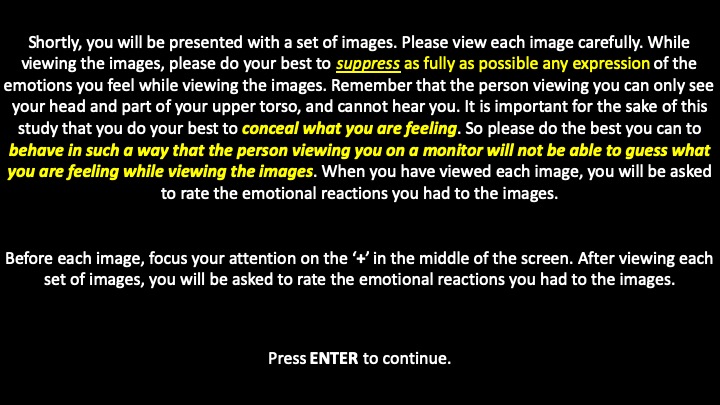 Shortly, you will be presented with a set of images. Please view each image carefully. While
viewing the images, please do your best to suppress as fully as possible any expression of the
emotions you feel while viewing the images. Remember that the person viewing you can only see
your head and part of your upper torso, and cannot hear you. It is important for the sake of this
study that you do your best to conceal what you are feeling. So please do the best you can to
behave in such a way that the person viewing you on a monitor will not be able to guess what
you are feeling while viewing the images. When you have viewed each image, you will be asked
to rate the emotional reactions you had to the images.
Before each image, focus your attention on the ‘+’ in the middle of the screen. After viewing each
set of images, you will be asked to rate the emotional reactions you had to the images.
Press ENTER to continue.